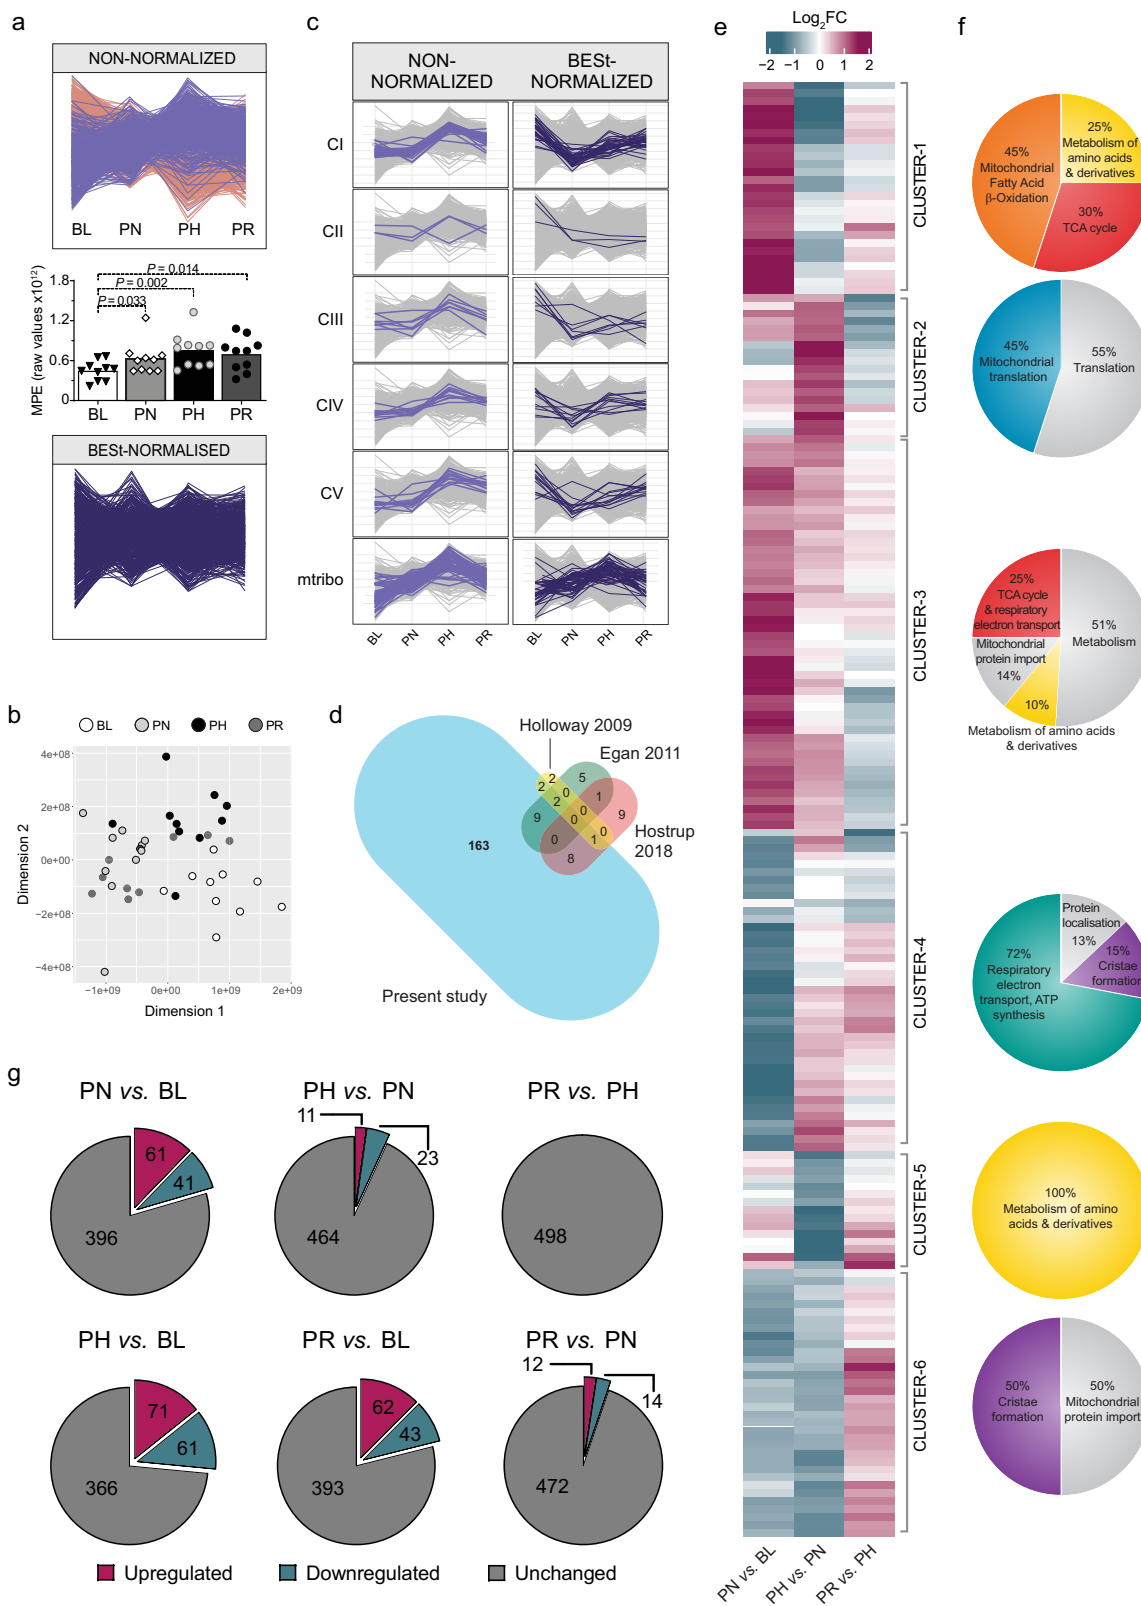 a
NON-NORMALIZED
BL PN PH PR
P = 0.014
P = 0.002
P = 0.033
MPE (raw values x10¹²)
1.8
1.2
0.6
0
BL PN PH PR
BESt-NORMALISED
b
BL PN PH PR
Dimension 2
4e+08
2e+08
0e+00
−2e+08
−4e+08
−1e+09 0e+00 1e+09 2e+09
Dimension 1
c
NON-NORMALIZED
BESt-NORMALIZED
CI
CII
CIII
CIV
CV
mtribo
BL PN PH PR
BL PN PH PR
d
Holloway 2009
Egan 2011
Hostrup 2018
Present study
2
5
2
0
1
2
9
9
0
0
0
0
1
8
163
e
Log₂FC
−2 −1 0 1 2
CLUSTER-1
CLUSTER-2
CLUSTER-3
CLUSTER-4
CLUSTER-5
CLUSTER-6
PN vs. BL
PH vs. PN
PR vs. PH
f
45%
Mitochondrial
Fatty Acid
β-Oxidation
25%
Metabolism of
amino acids
& derivatives
30%
TCA cycle
45%
Mitochondrial
translation
55%
Translation
25%
TCA cycle
& respiratory
electron transport
51%
Metabolism
Mitochondrial
protein import
14%
10%
Metabolism of amino acids
& derivatives
72%
Respiratory
electron
transport, ATP
synthesis
Protein
localisation
13%
15%
Cristae
formation
100%
Metabolism of amino
acids & derivatives
50%
Cristae
formation
50%
Mitochondrial
protein import
g
PN vs. BL
61
41
396
PH vs. PN
11
23
464
PR vs. PH
498
PH vs. BL
71
61
366
PR vs. BL
62
43
393
PR vs. PN
12
14
472
Upregulated Downregulated Unchanged